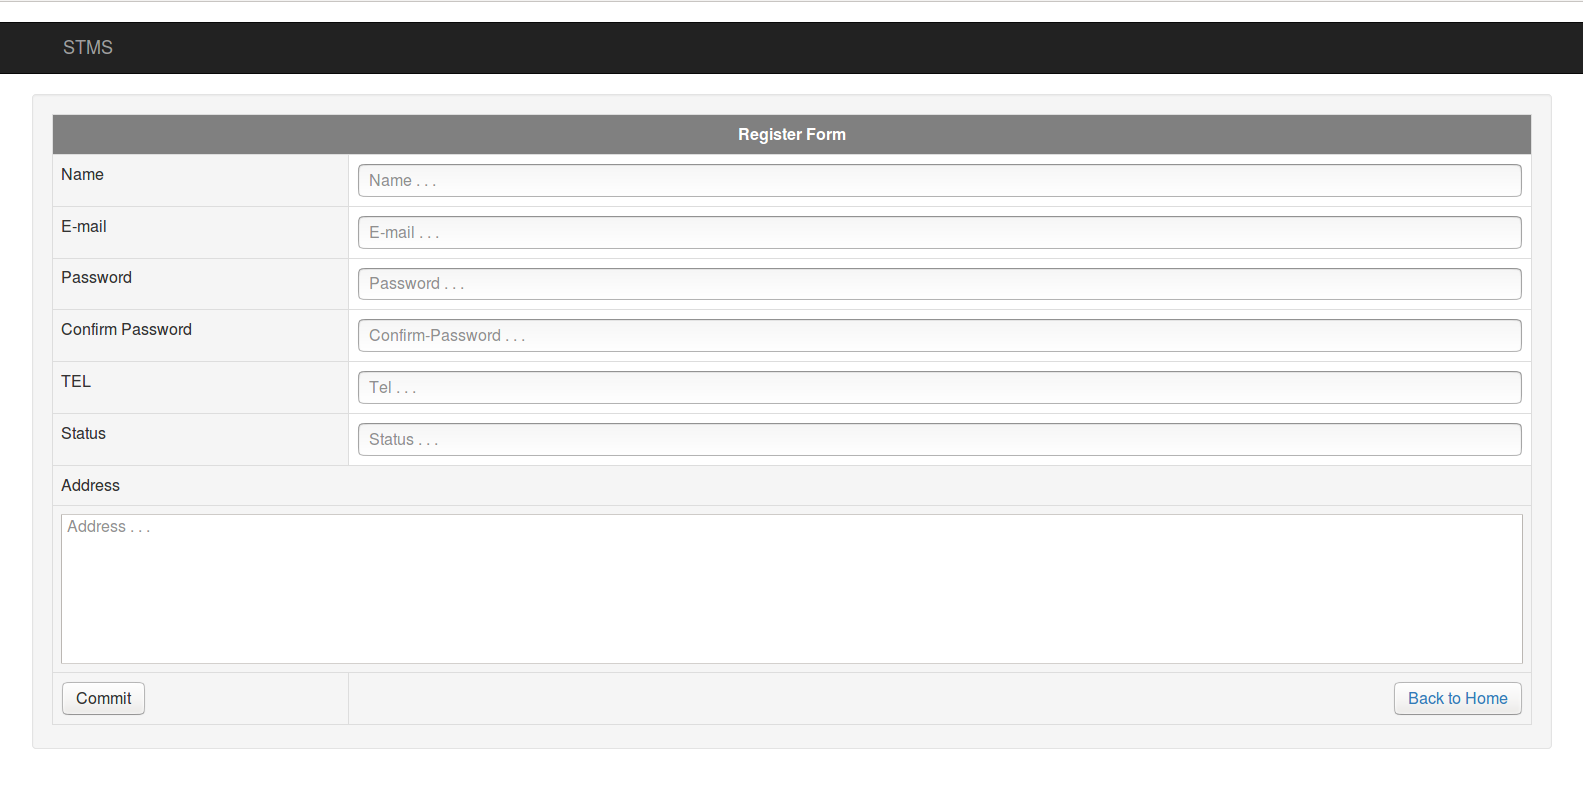 STMS
Register Form
Name
Name . . .
E-mail
E-mail . . .
Password
Password . . .
Confirm Password
Confirm-Password . . .
TEL
Tel . . .
Status
Status . . .
Address
Address . . .
Commit
Back to Home